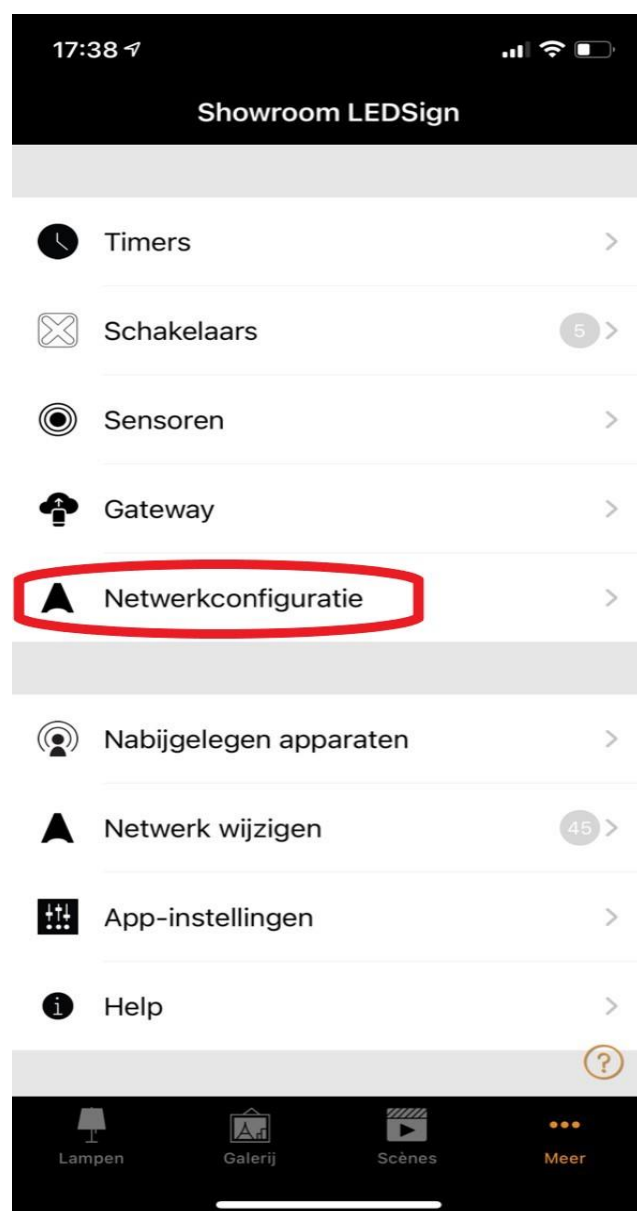 17:38
Showroom LEDSign
Timers
Schakelaars 5
Sensoren
Gateway
Netwerkconfiguratie
Nabijgelegen apparaten
Netwerk wijzigen 45
App-instellingen
Help
?
Lampen Galerij Scènes Meer